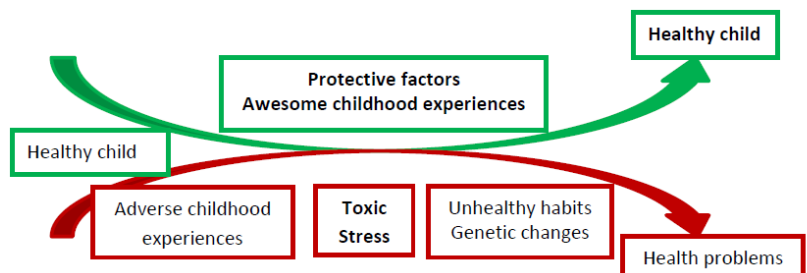 Healthy child
Protective factors
Awesome childhood experiences
Healthy child
Adverse childhood
experiences
Toxic
Stress
Unhealthy habits
Genetic changes
Health problems